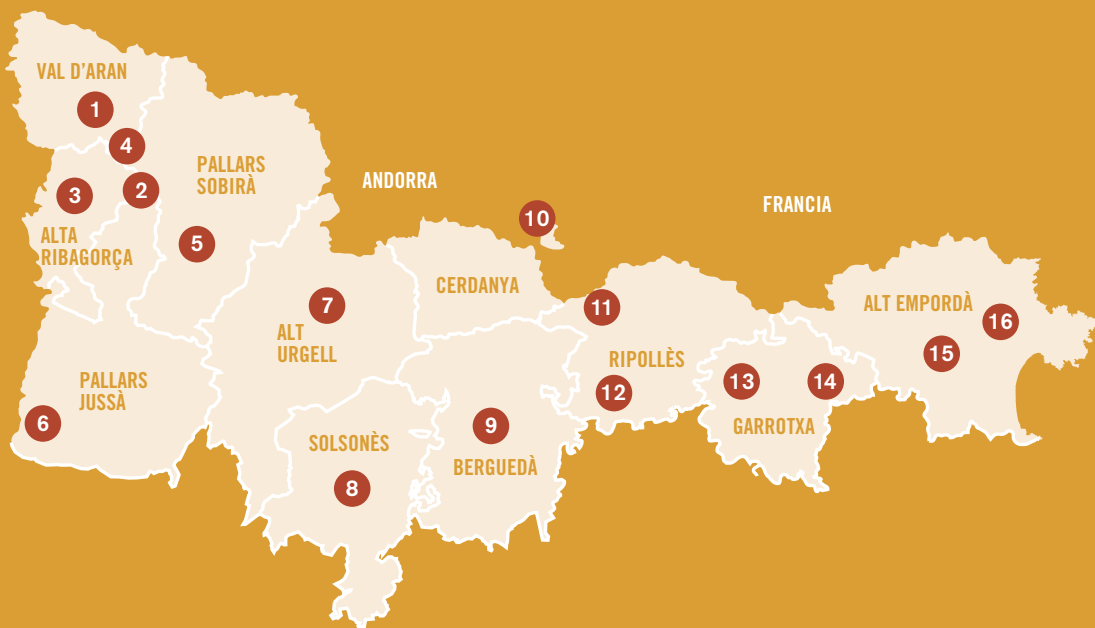 VAL D'ARAN
1
4
PALLARS
SOBIRÀ
ANDORRA
3
2
FRANCIA
10
ALTA
RIBAGORÇA
5
CERDANYA
ALT EMPORDÀ
7
11
16
ALT
URGELL
RIPOLLÈS
15
PALLARS
JUSSÀ
12
13
14
6
9
GARROTXA
SOLSONÈS
BERGUEDÀ
8